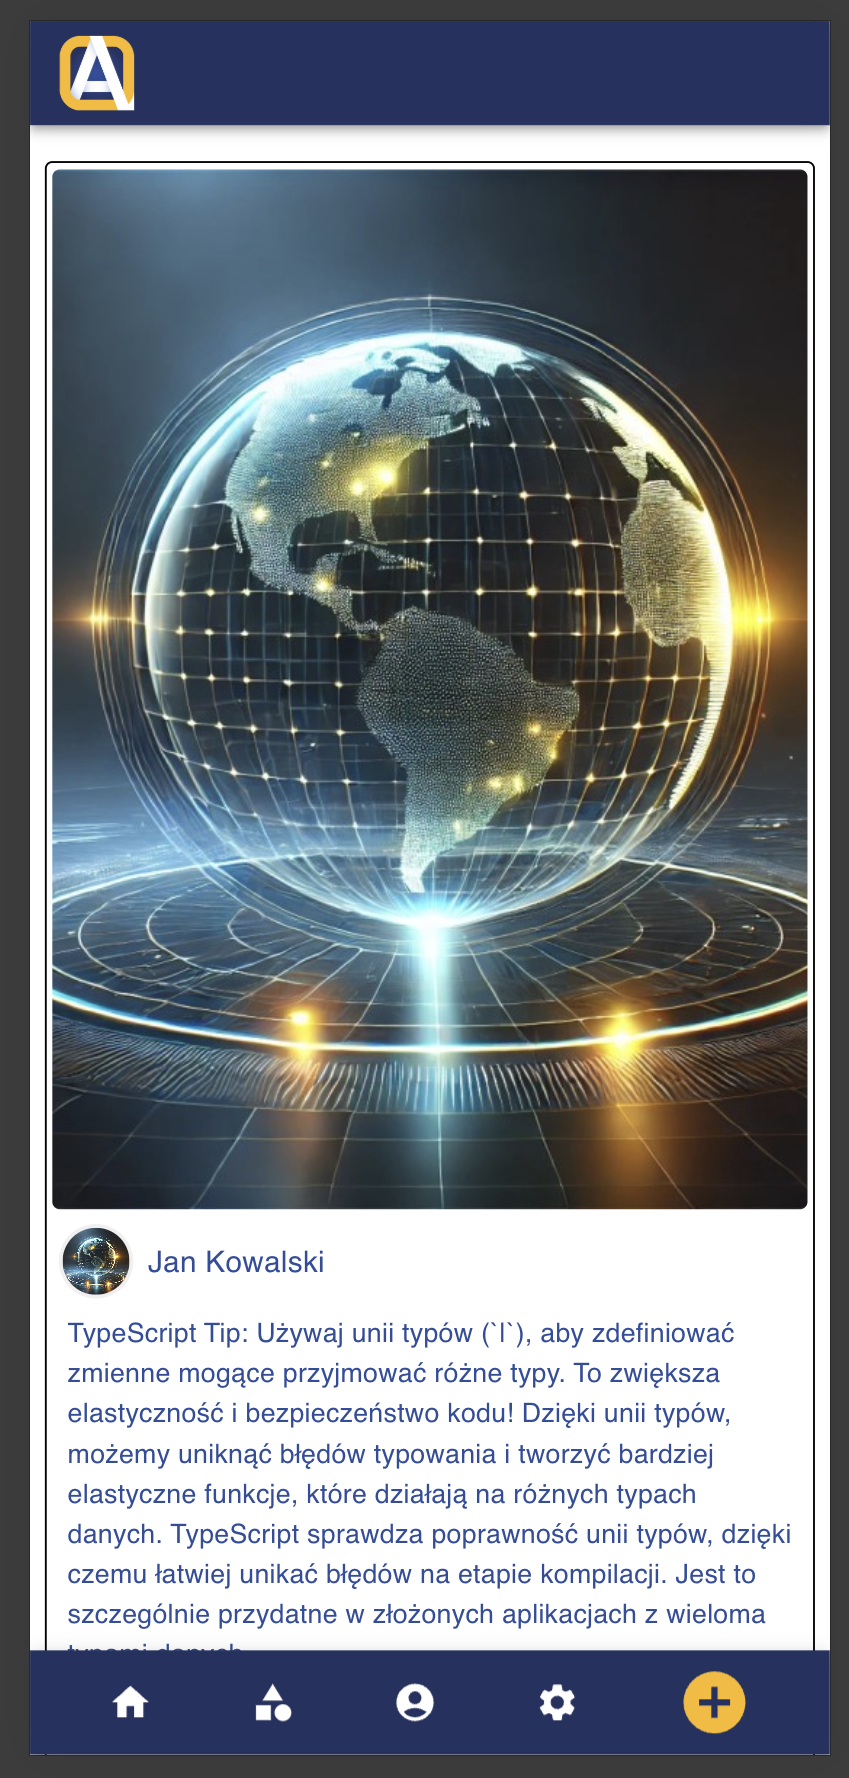 A
Jan Kowalski
TypeScript Tip: Używaj unii typów (`|`), aby zdefiniować
zmienne mogące przyjmować różne typy. To zwiększa
elastyczność i bezpieczeństwo kodu! Dzięki unii typów,
możemy uniknąć błędów typowania i tworzyć bardziej
elastyczne funkcje, które działają na różnych typach
danych. TypeScript sprawdza poprawność unii typów, dzięki
czemu łatwiej unikać błędów na etapie kompilacji. Jest to
szczególnie przydatne w złożonych aplikacjach z wieloma
typami danych.